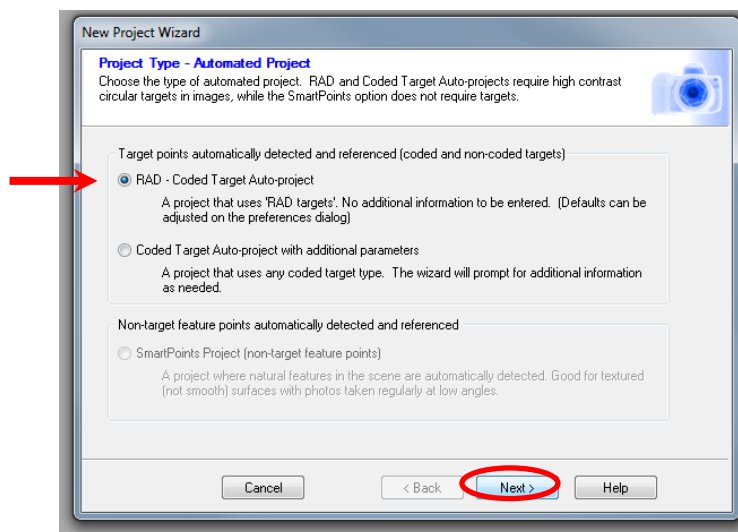 New Project Wizard
Project Type - Automated Project
Choose the type of automated project. RAD and Coded Target Auto-projects require high contrast
circular targets in images, while the SmartPoints option does not require targets.
Target points automatically detected and referenced (coded and non-coded targets)
RAD - Coded Target Auto-project
A project that uses 'RAD targets'. No additional information to be entered. (Defaults can be
adjusted on the preferences dialog)
Coded Target Auto-project with additional parameters
A project that uses any coded target type. The wizard will prompt for additional information
as needed.
Non-target feature points automatically detected and referenced
SmartPoints Project (non-target feature points)
A project where natural features in the scene are automatically detected. Good for textured
(not smooth) surfaces with photos taken regularly at low angles.
Cancel < Back Next > Help